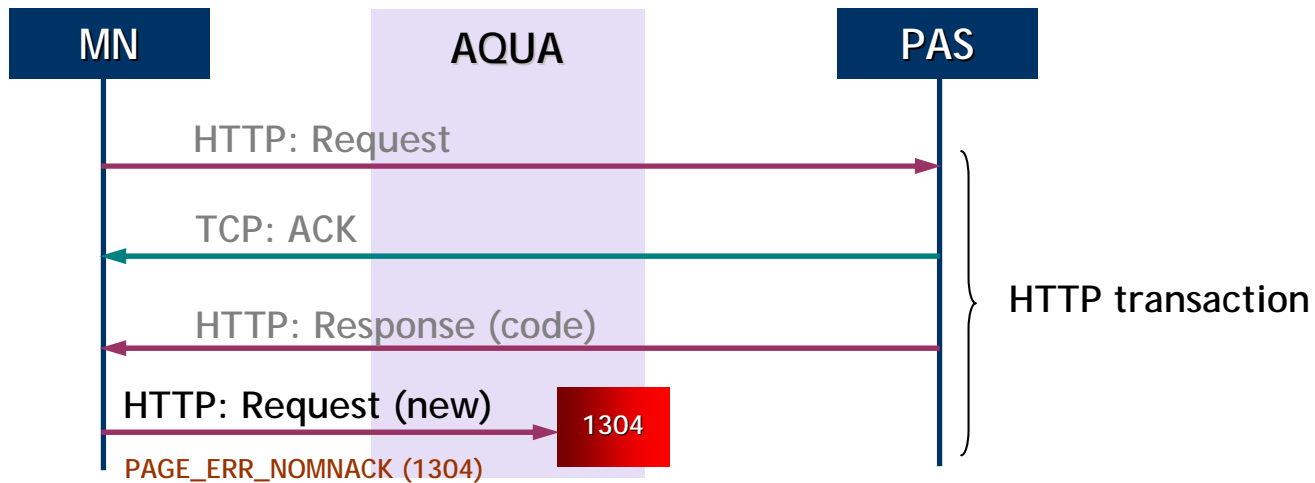 MN
AQUA
PAS
HTTP: Request
TCP: ACK
HTTP: Response (code)
HTTP transaction
HTTP: Request (new)
1304
PAGE_ERR_NOMNACK (1304)